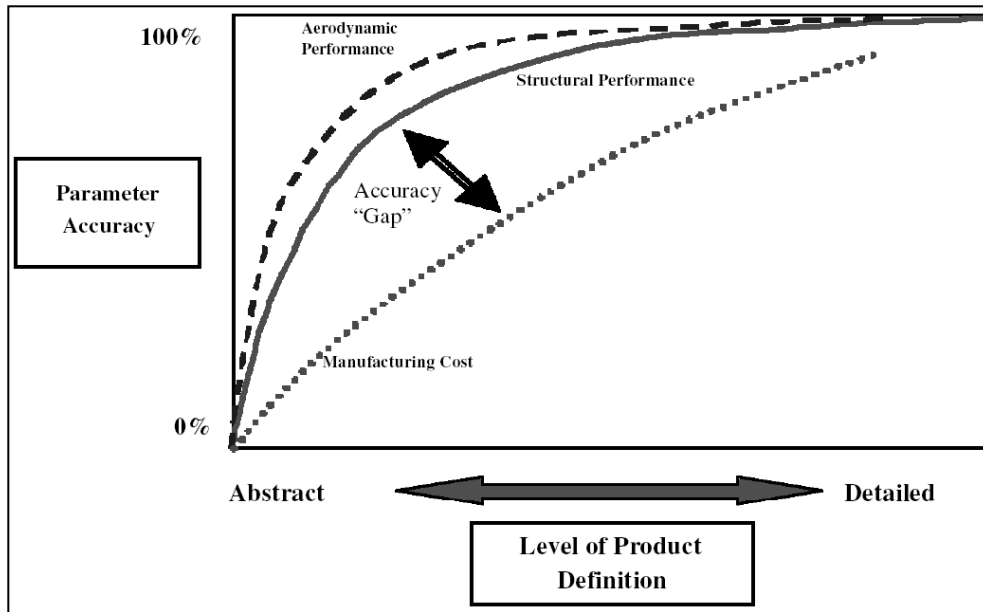 100%
Aerodynamic
Performance
Structural Performance
Parameter
Accuracy
Accuracy
“Gap”
Manufacturing Cost
0%
Abstract
Detailed
Level of Product
Definition